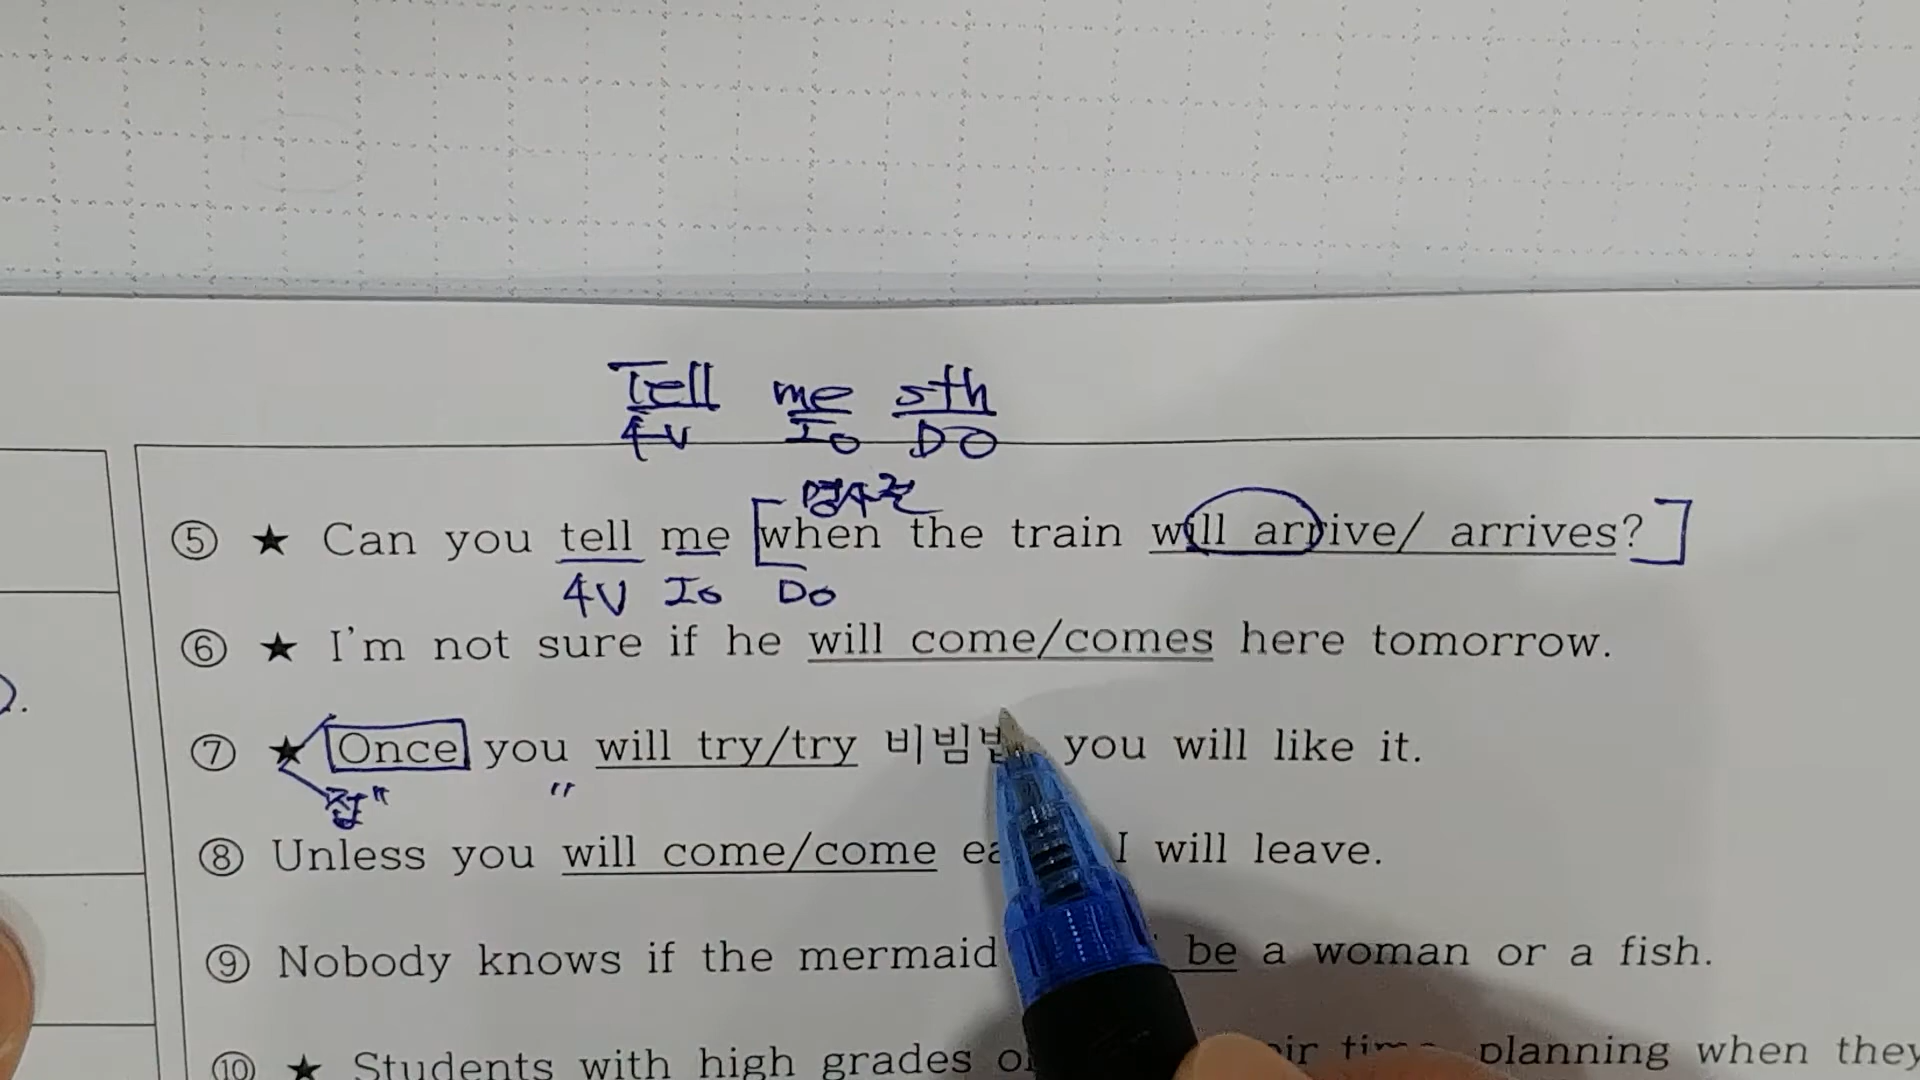 Tell me sth
4V IO DO
명사절
⑤ ★ Can you tell me [when the train will arrive/ arrives?]
4V IO DO
⑥ ★ I'm not sure if he will come/comes here tomorrow.
⑦ ★ Once you will try/try 비빔밥, you will like it.
접 "
⑧ Unless you will come/come I will leave.
⑨ Nobody knows if the mermaid be a woman or a fish.
⑩ ★ Students with high grades planning when they